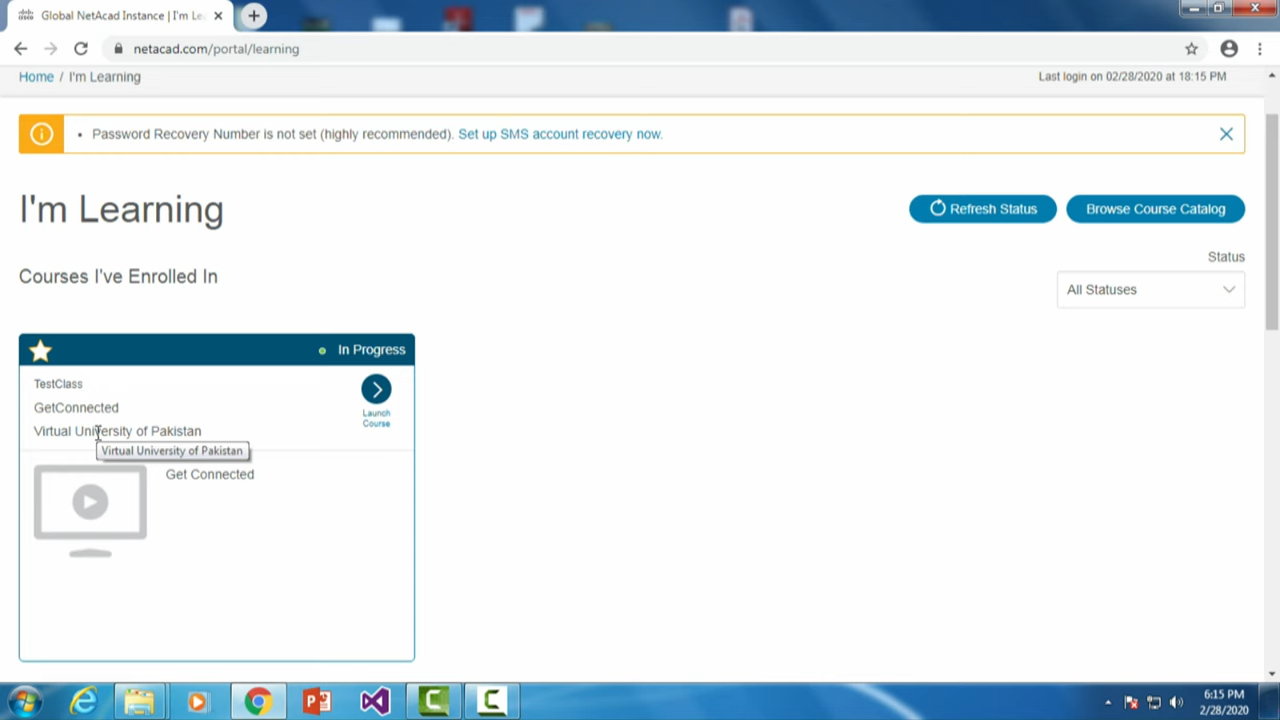 Global NetAcad Instance | I'm Le
netacad.com/portal/learning
Home / I'm Learning
Last login on 02/28/2020 at 18:15 PM
• Password Recovery Number is not set (highly recommended). Set up SMS account recovery now.
I'm Learning
Refresh Status
Browse Course Catalog
Courses I've Enrolled In
Status
All Statuses
In Progress
TestClass
GetConnected
Virtual University of Pakistan
Launch
Course
Virtual University of Pakistan
Get Connected
6:15 PM
2/28/2020